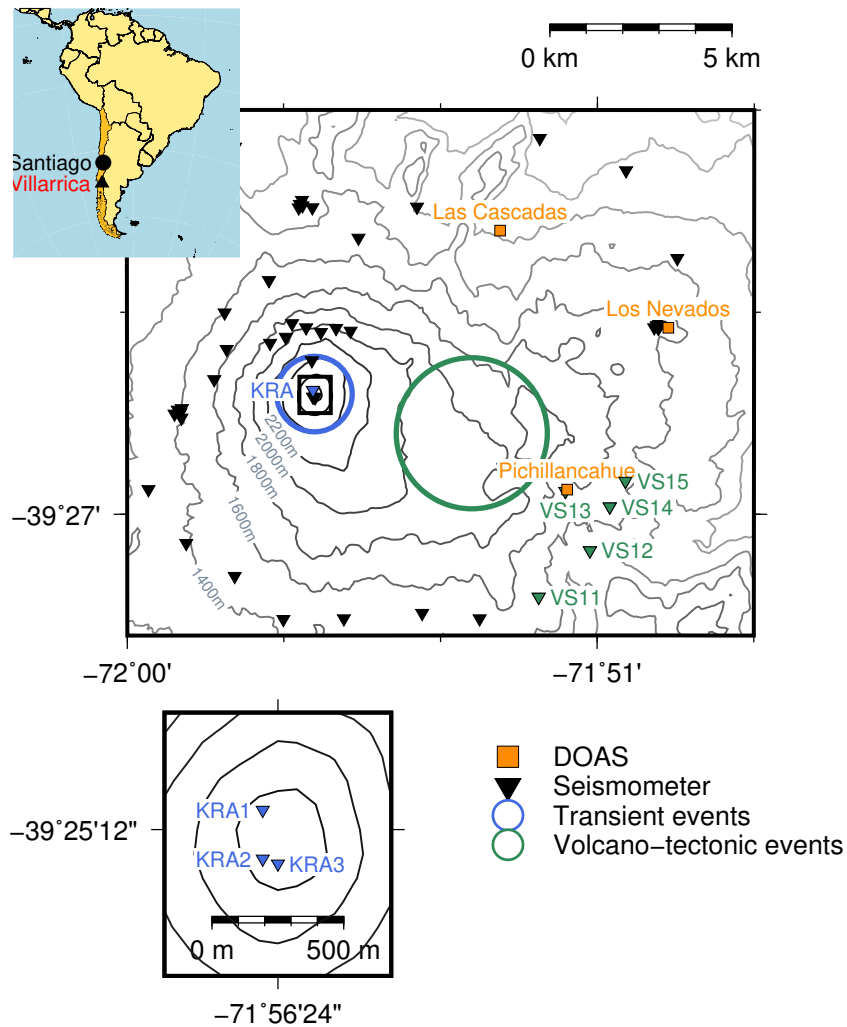 0 km 5 km
Santiago
Villarrica
Las Cascadas
Los Nevados
KRA
2200m
2000m
1800m
1600m
1400m
Pichillancahue
VS15
VS13
VS14
VS12
VS11
−39˚27'
−72˚00' −71˚51'
KRA1
−39˚25'12"
KRA2
KRA3
0 m 500 m
−71˚56'24"
DOAS
Seismometer
Transient events
Volcano−tectonic events